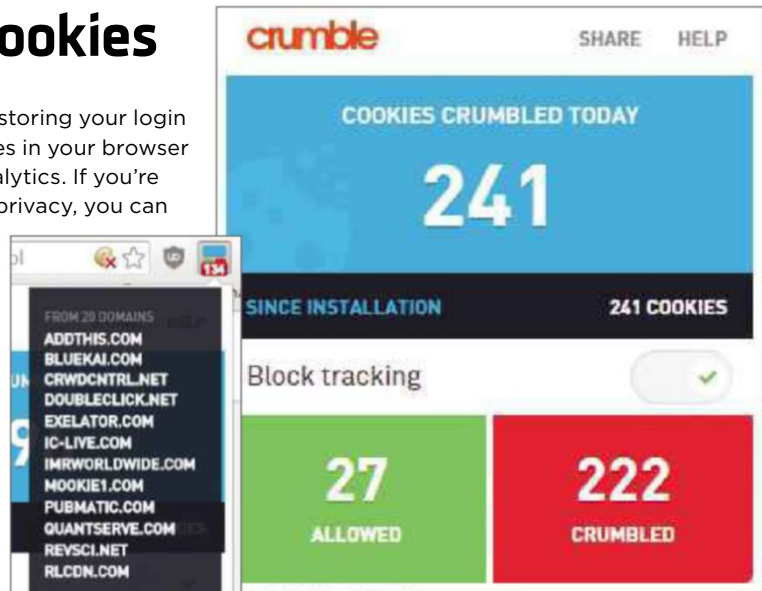 ookies
storing your login
es in your browser
alytics. If you're
privacy, you can
crumble
SHARE HELP
COOKIES CRUMBLED TODAY
241
SINCE INSTALLATION 241 COOKIES
Block tracking
27
ALLOWED
222
CRUMBLED
134
FROM 20 DOMAINS
ADDTHIS.COM
BLUEKAI.COM
CRWDCNTRL.NET
DOUBLECLICK.NET
EXELATOR.COM
IC-LIVE.COM
IMRWORLDWIDE.COM
MOOKIE1.COM
PUBMATIC.COM
QUANTSERVE.COM
REVSCI.NET
RLCDN.COM